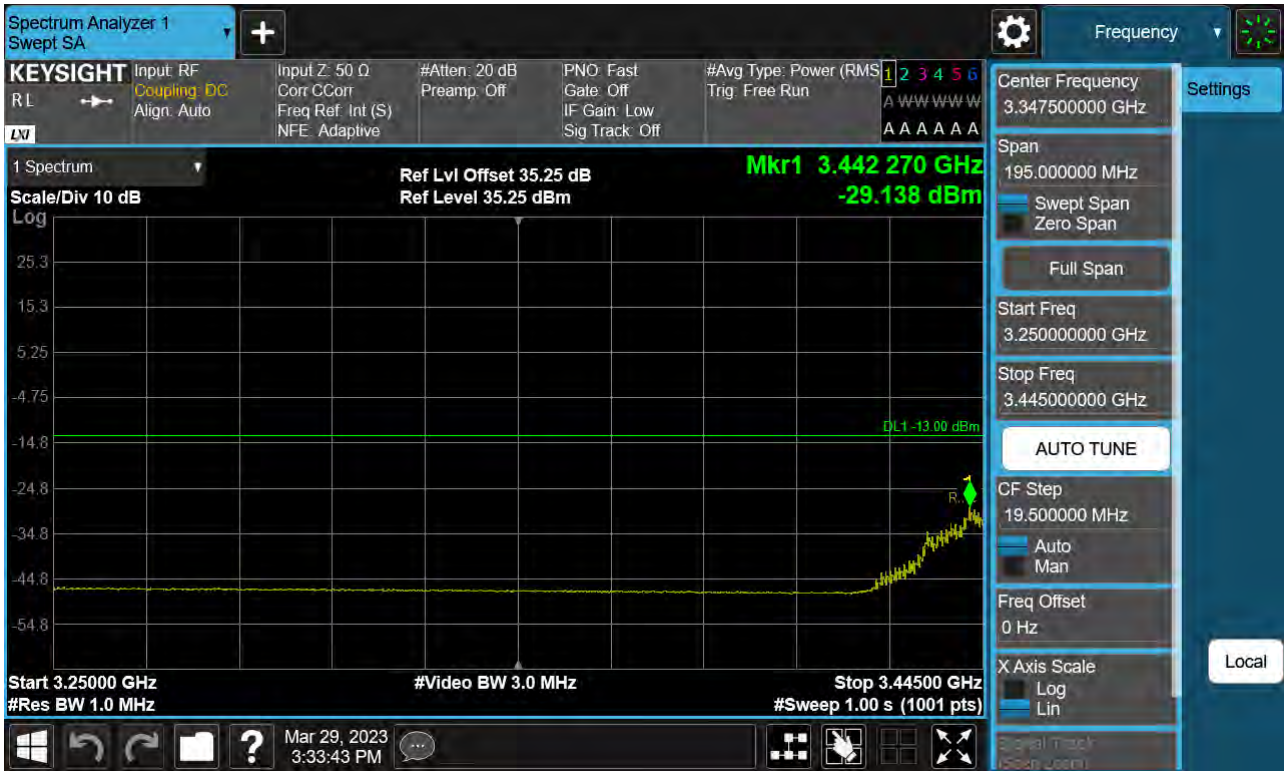 Spectrum Analyzer 1
Swept SA
+
Frequency
KEYSIGHT
RL
LXI
Input: RF
Coupling: DC
Align: Auto
Input Z: 50 Ω
Corr CCorr
Freq Ref: Int (S)
NFE: Adaptive
#Atten: 20 dB
Preamp: Off
PNO: Fast
Gate: Off
IF Gain: Low
Sig Track: Off
#Avg Type: Power (RMS
Trig: Free Run
1 2 3 4 5 6
A W W W W W
A A A A A A
1 Spectrum
Scale/Div 10 dB
Ref Lvl Offset 35.25 dB
Ref Level 35.25 dBm
Mkr1 3.442 270 GHz
-29.138 dBm
Log
25.3
15.3
5.25
-4.75
DL1 -13.00 dBm
-14.8
1
-24.8
R...
-34.8
-44.8
-54.8
Start 3.25000 GHz
#Video BW 3.0 MHz
Stop 3.44500 GHz
#Res BW 1.0 MHz
#Sweep 1.00 s (1001 pts)
Center Frequency
3.347500000 GHz
Settings
Span
195.000000 MHz
Swept Span
Zero Span
Full Span
Start Freq
3.250000000 GHz
Stop Freq
3.445000000 GHz
AUTO TUNE
CF Step
19.500000 MHz
Auto
Man
Freq Offset
0 Hz
X Axis Scale
Log
Lin
Signal Track
(Span Zoom)
Local
?
Mar 29, 2023
3:33:43 PM